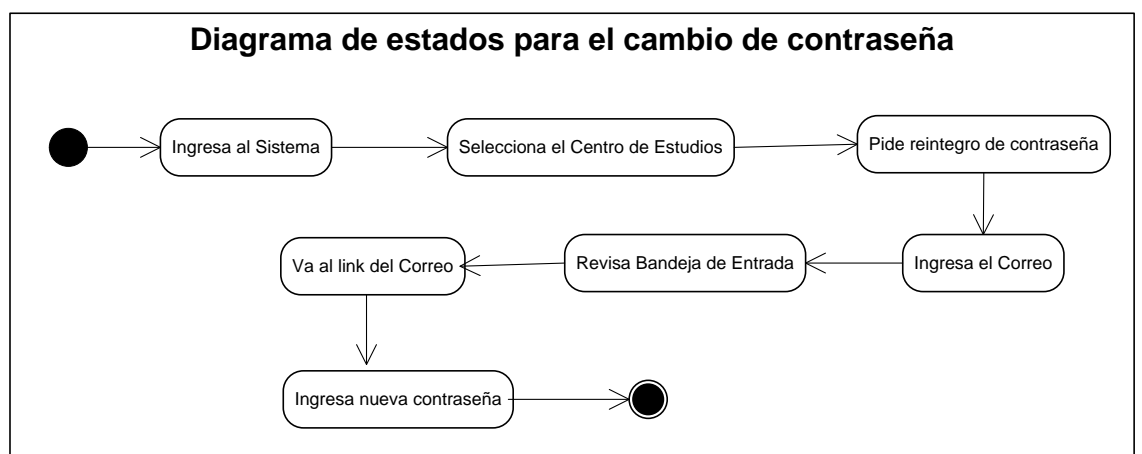 Diagrama de estados para el cambio de contraseña
Ingresa al Sistema
Selecciona el Centro de Estudios
Pide reintegro de contraseña
Ingresa el Correo
Revisa Bandeja de Entrada
Va al link del Correo
Ingresa nueva contraseña